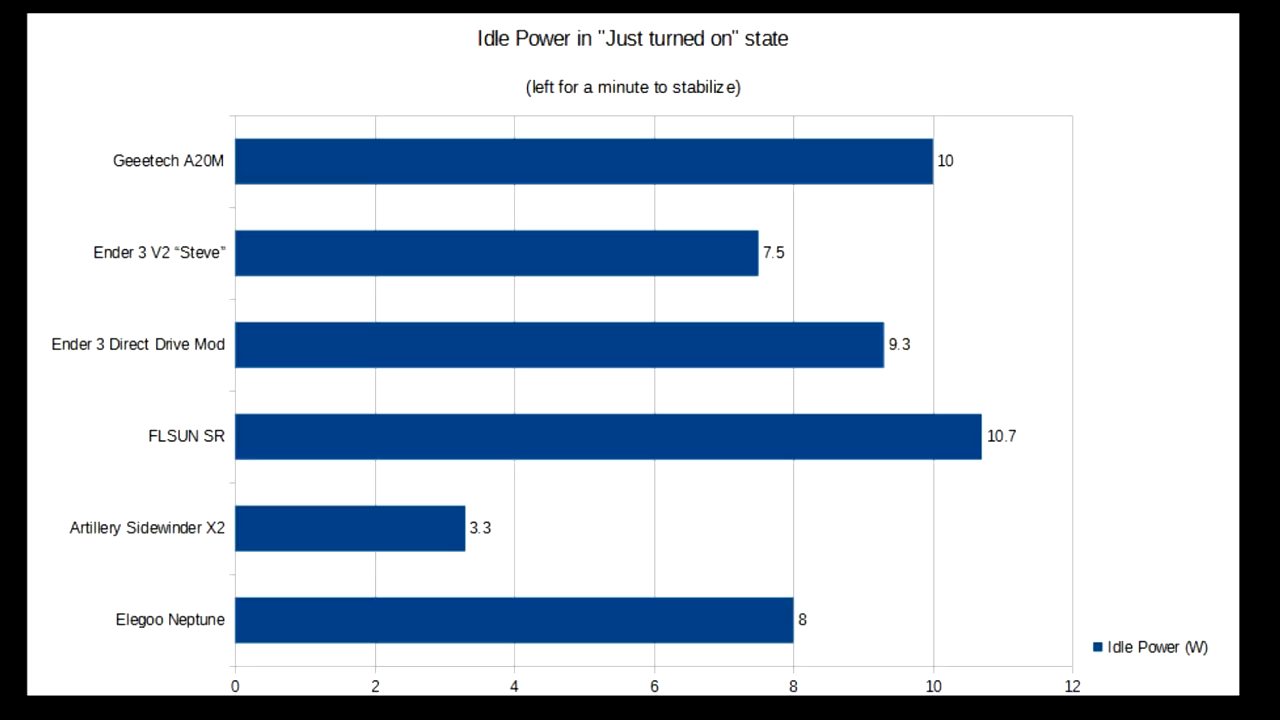 Idle Power in "Just turned on" state
(left for a minute to stabilize)
Geeetech A20M
10
Ender 3 V2 “Steve”
7.5
Ender 3 Direct Drive Mod
9.3
FLSUN SR
10.7
Artillery Sidewinder X2
3.3
Elegoo Neptune
8
Idle Power (W)
0 2 4 6 8 10 12